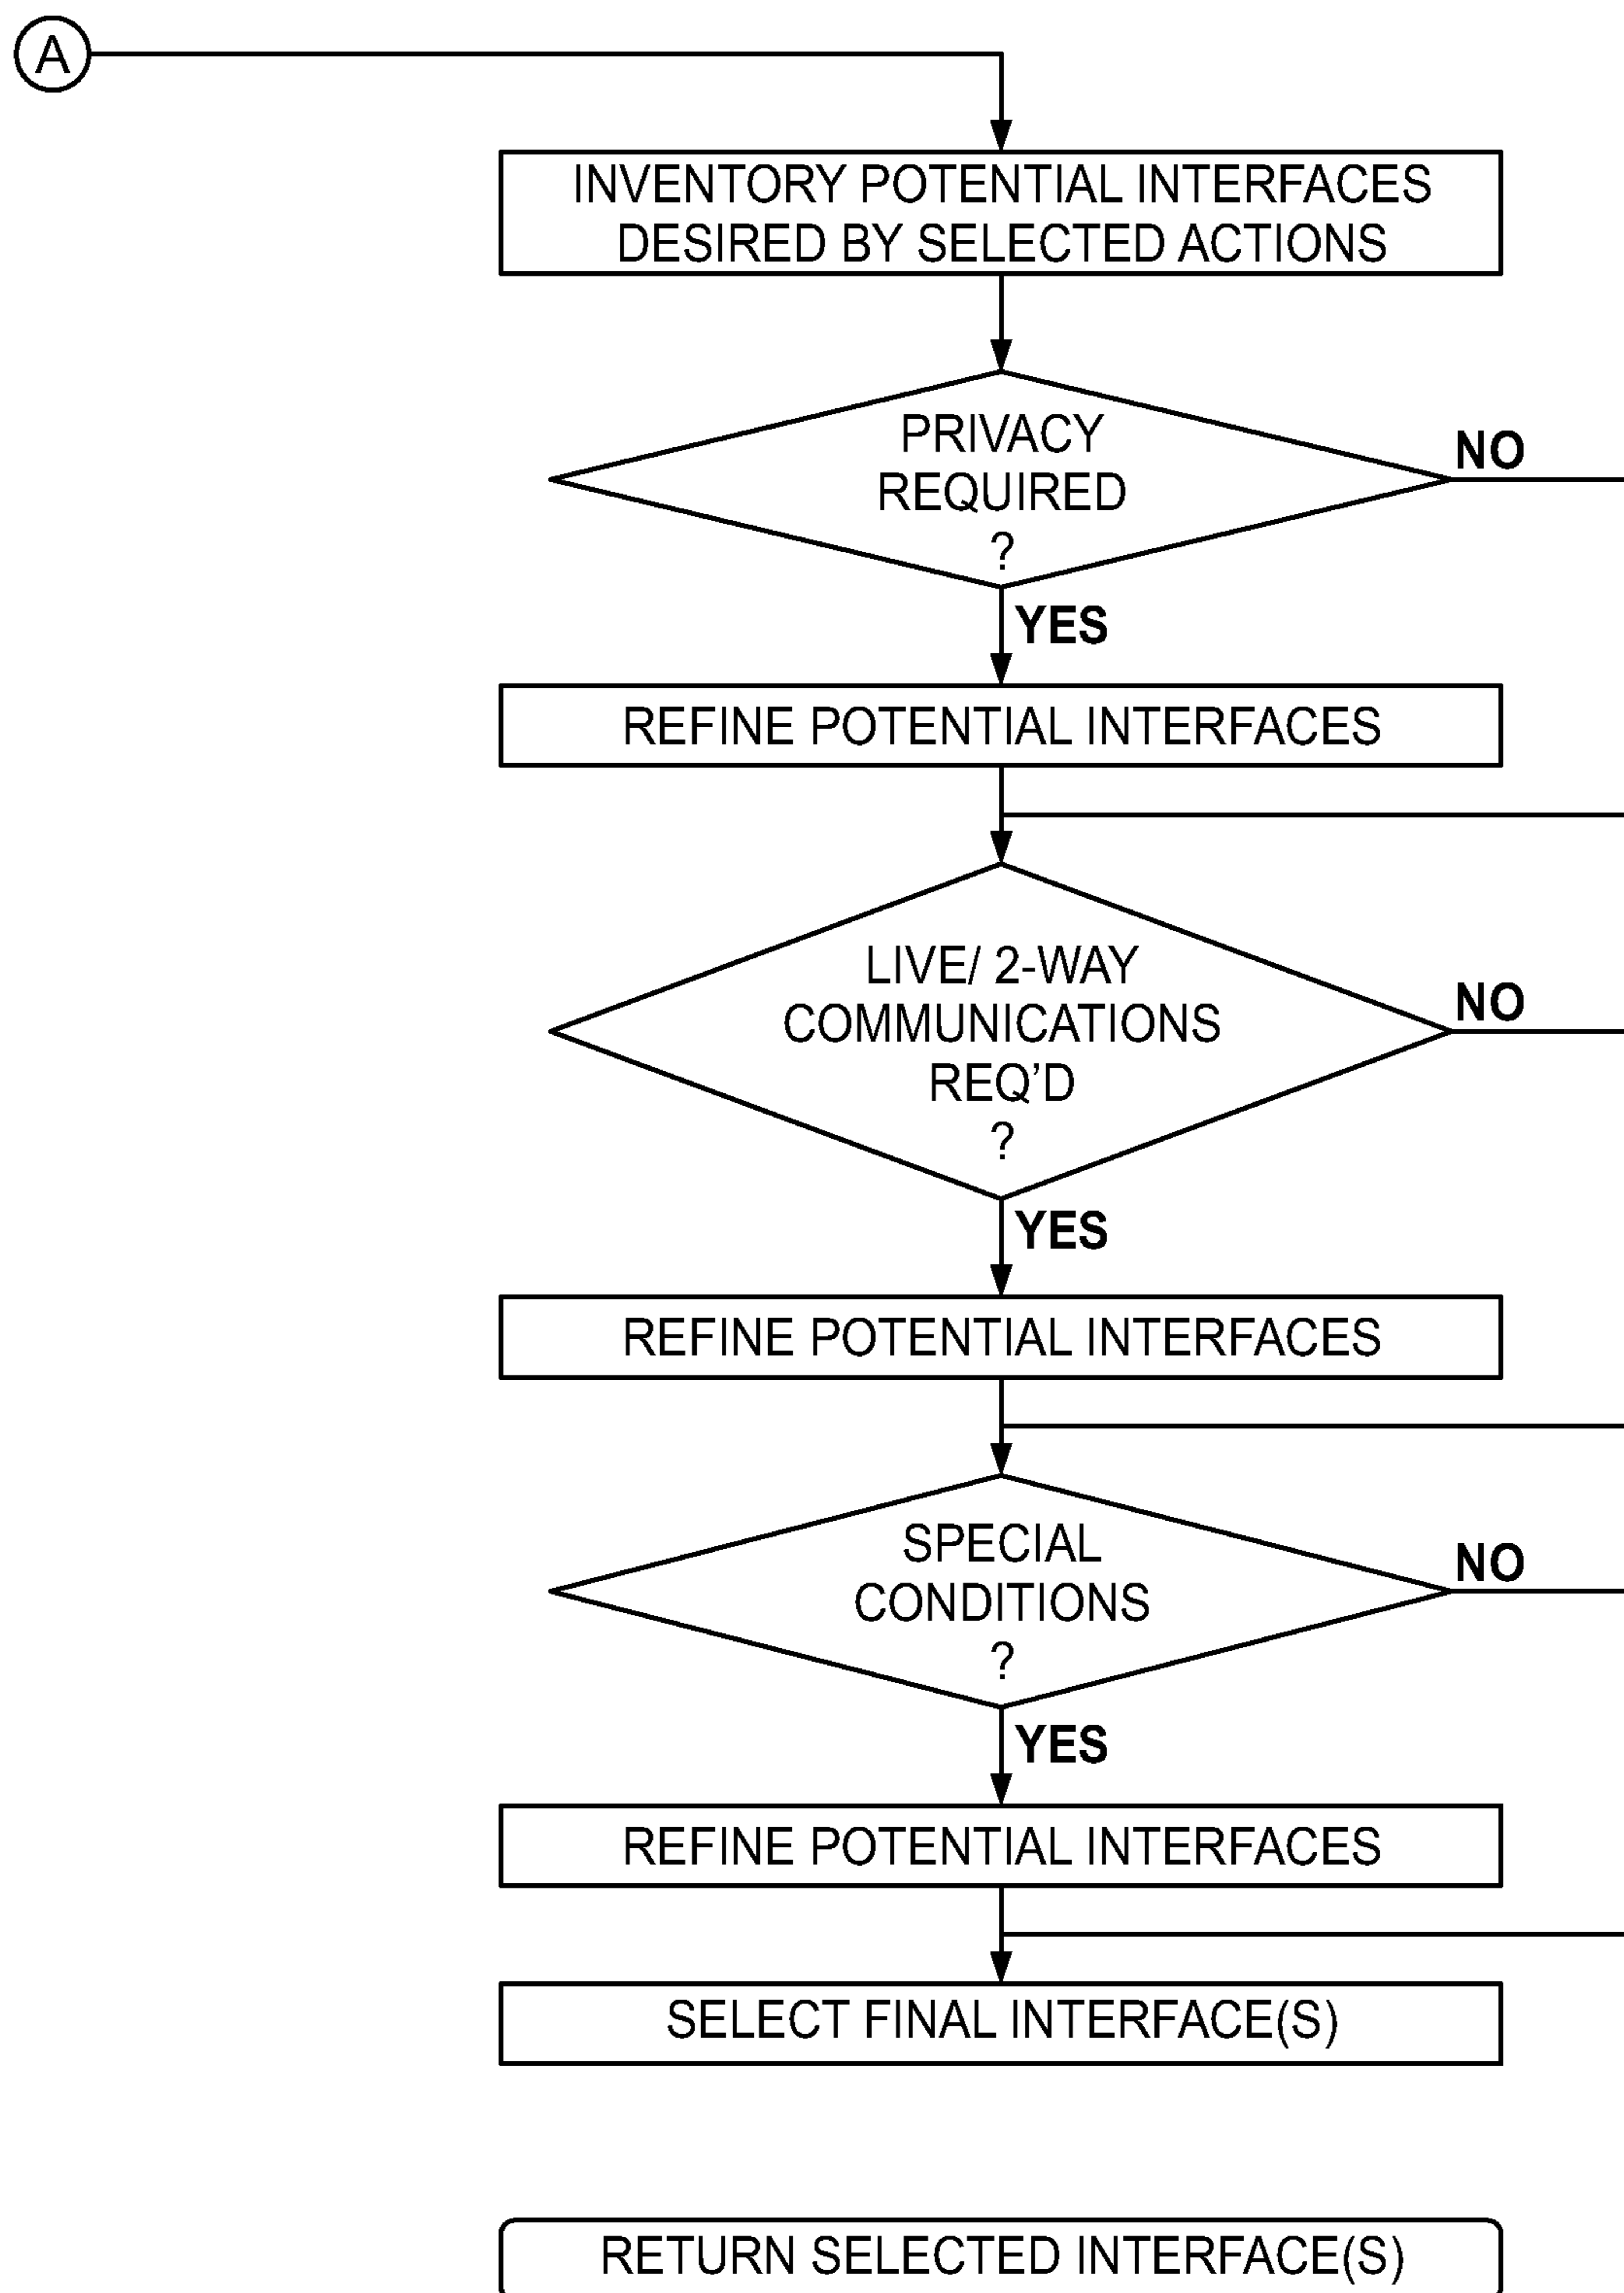 A
INVENTORY POTENTIAL INTERFACES
DESIRED BY SELECTED ACTIONS
PRIVACY
REQUIRED
?
NO
YES
REFINE POTENTIAL INTERFACES
LIVE/ 2-WAY
COMMUNICATIONS
REQ’D
?
NO
YES
REFINE POTENTIAL INTERFACES
SPECIAL
CONDITIONS
?
NO
YES
REFINE POTENTIAL INTERFACES
SELECT FINAL INTERFACE(S)
RETURN SELECTED INTERFACE(S)